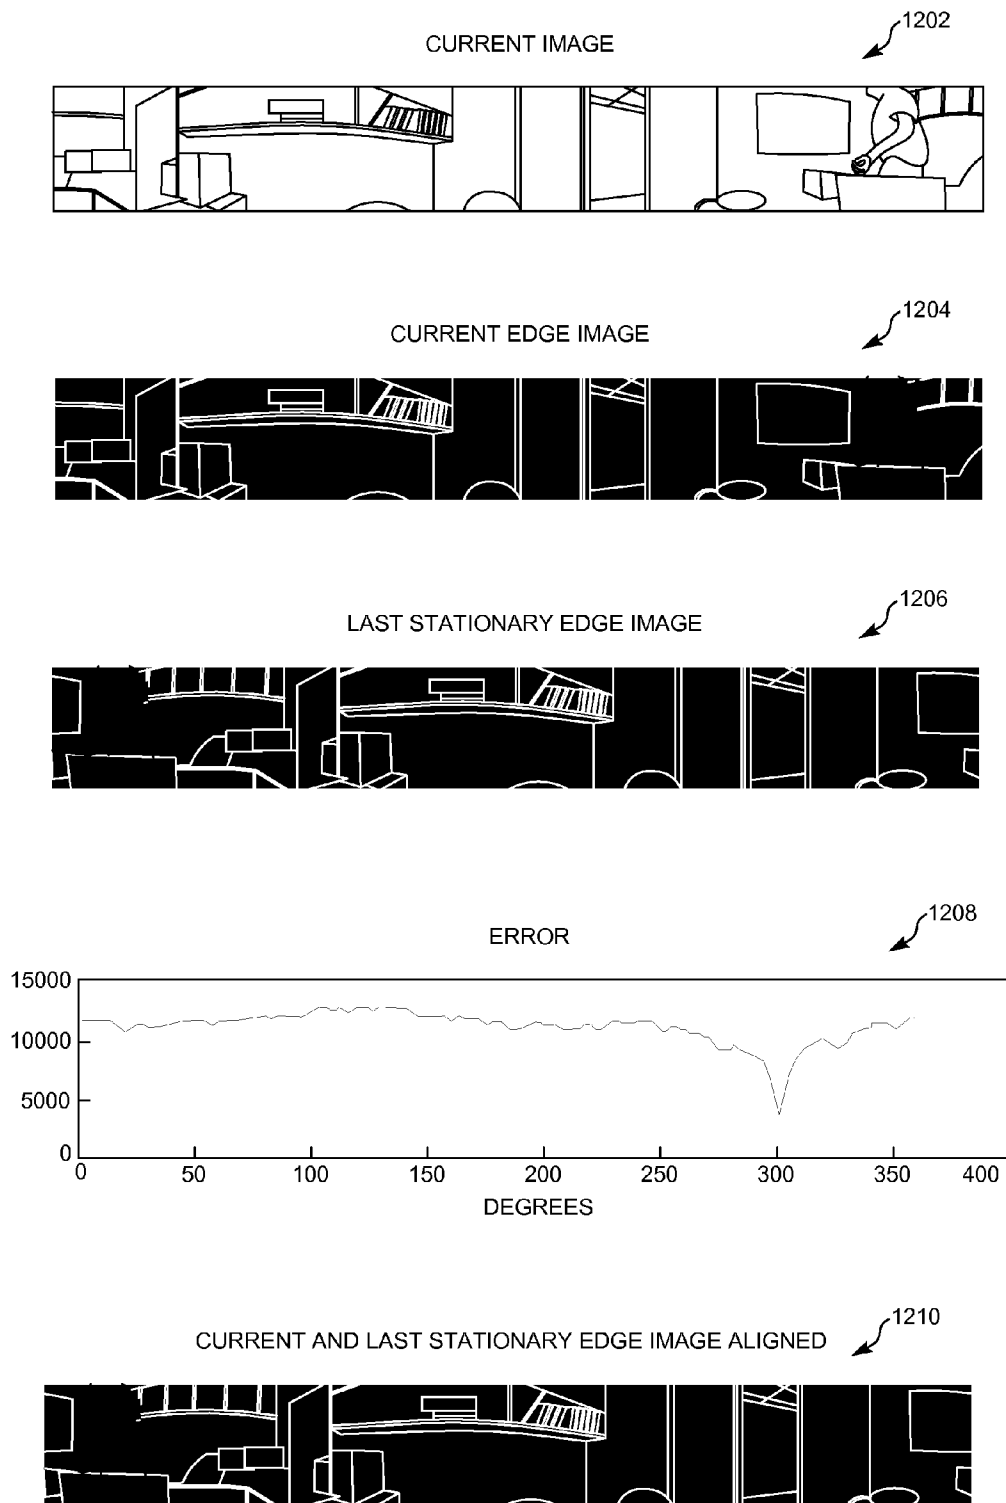 1202
CURRENT IMAGE
1204
CURRENT EDGE IMAGE
1206
LAST STATIONARY EDGE IMAGE
1208
ERROR
15000
10000
5000
0
0 50 100 150 200 250 300 350 400
DEGREES
1210
CURRENT AND LAST STATIONARY EDGE IMAGE ALIGNED